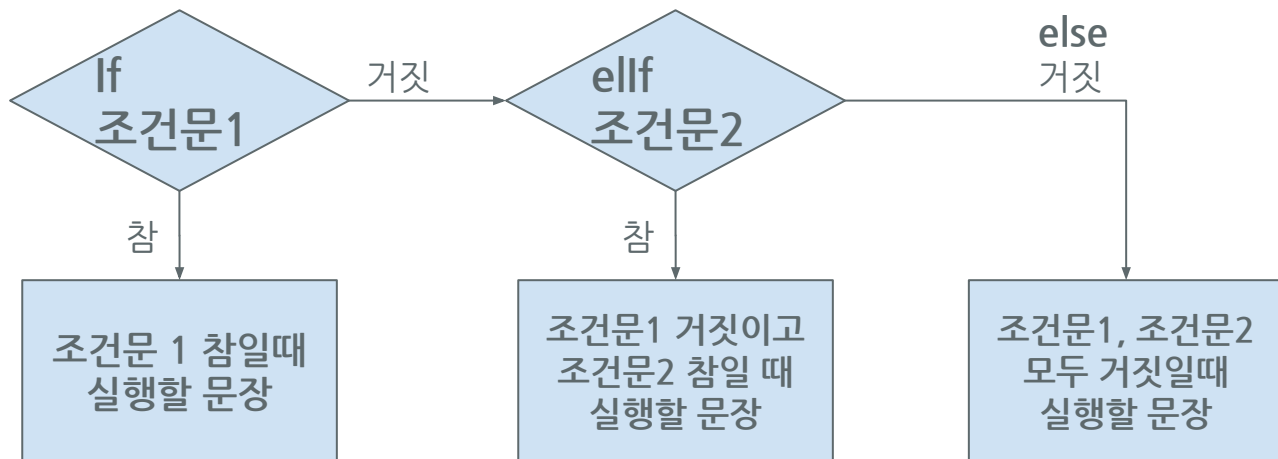 If
조건문1
거짓
elIf
조건문2
else
거짓
참
참
조건문 1 참일때
실행할 문장
조건문1 거짓이고
조건문2 참일 때
실행할 문장
조건문1, 조건문2
모두 거짓일때
실행할 문장